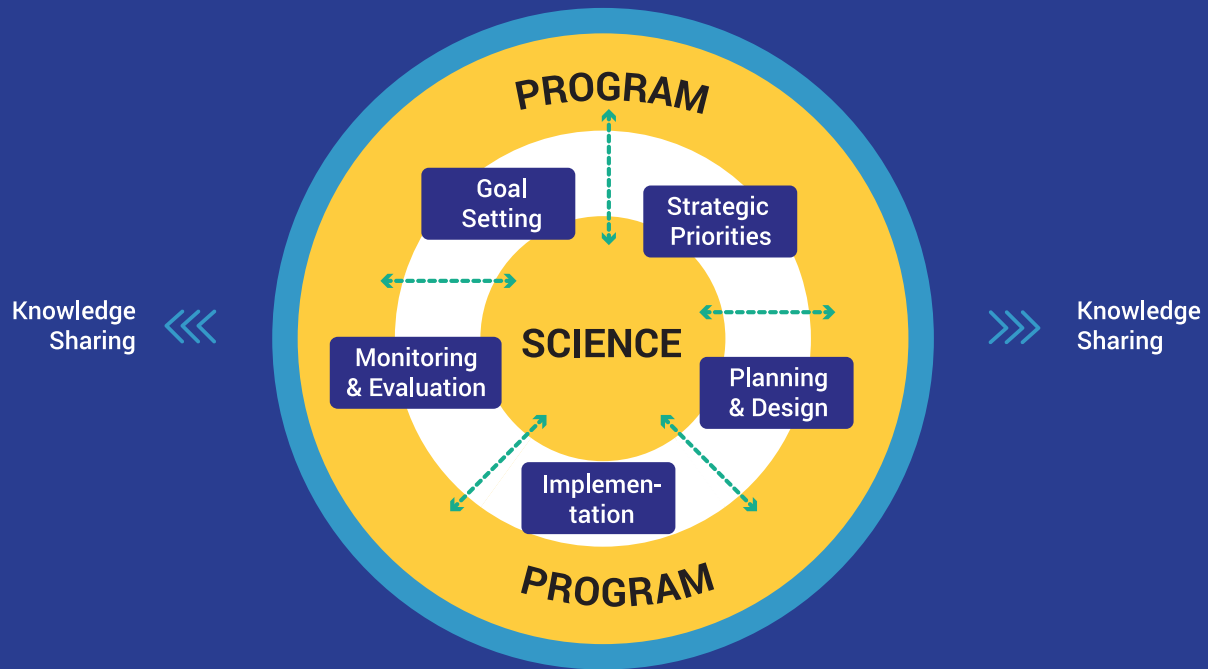 PROGRAM
Goal
Setting
Strategic
Priorities
Knowledge
Sharing
SCIENCE
Knowledge
Sharing
Monitoring
& Evaluation
Planning
& Design
Implemen-
tation
PROGRAM